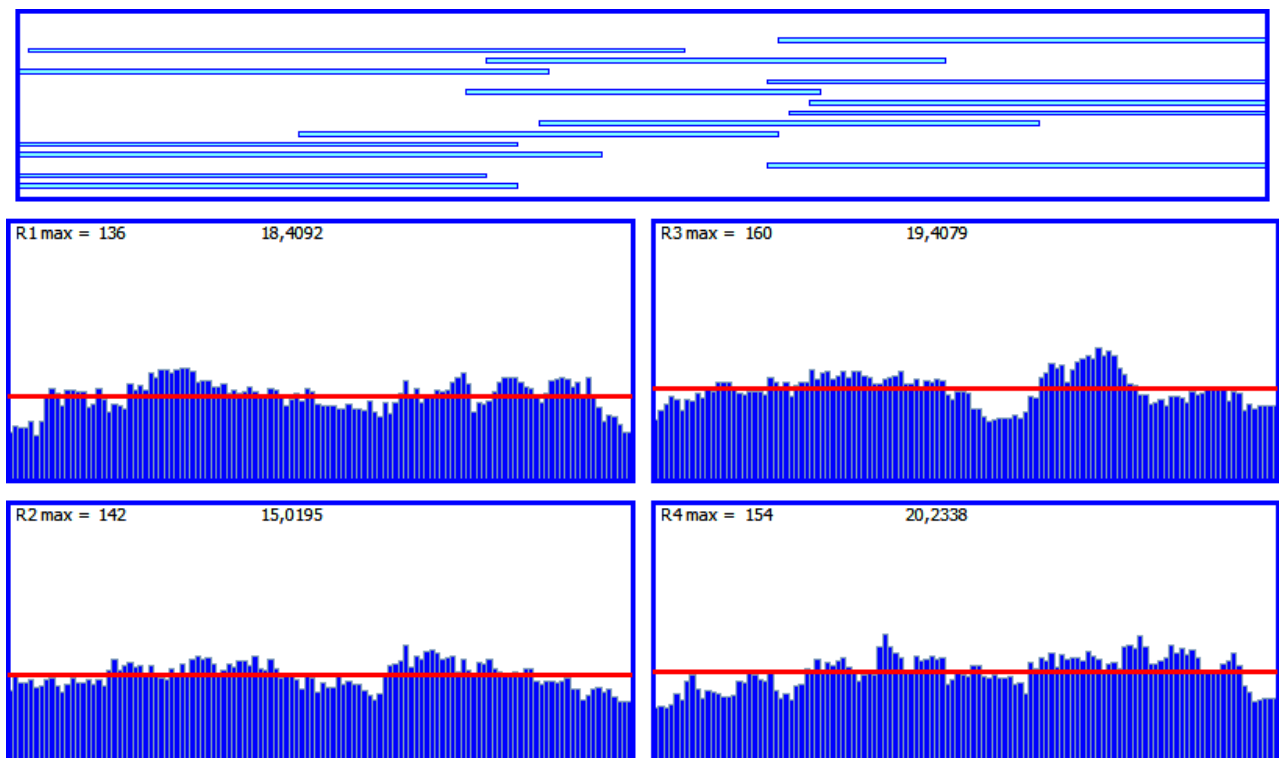 R1 max = 136 18,4092
R3 max = 160 19,4079
R2 max = 142 15,0195
R4 max = 154 20,2338